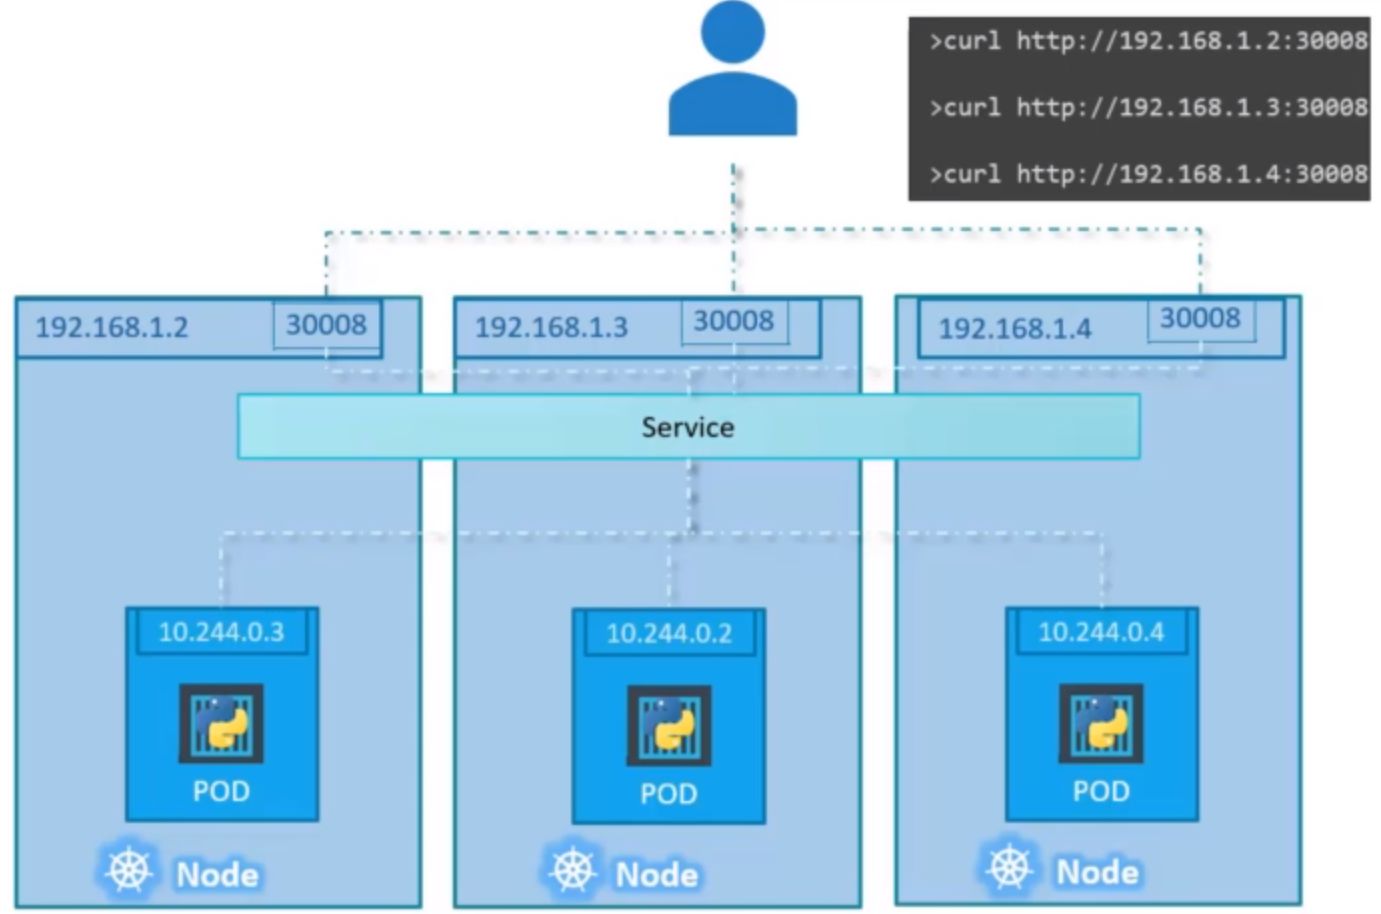 >curl http://192.168.1.2:30008
>curl http://192.168.1.3:30008
>curl http://192.168.1.4:30008
192.168.1.2 30008
192.168.1.3 30008
192.168.1.4 30008
Service
10.244.0.3
10.244.0.2
10.244.0.4
POD
POD
POD
Node
Node
Node